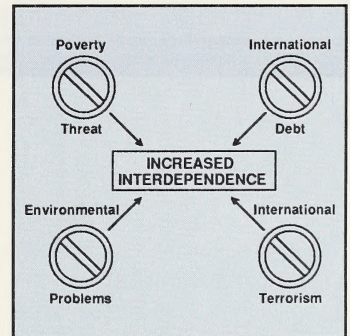 Poverty
Threat
International
Debt
INCREASED
INTERDEPENDENCE
Environmental
Problems
International
Terrorism